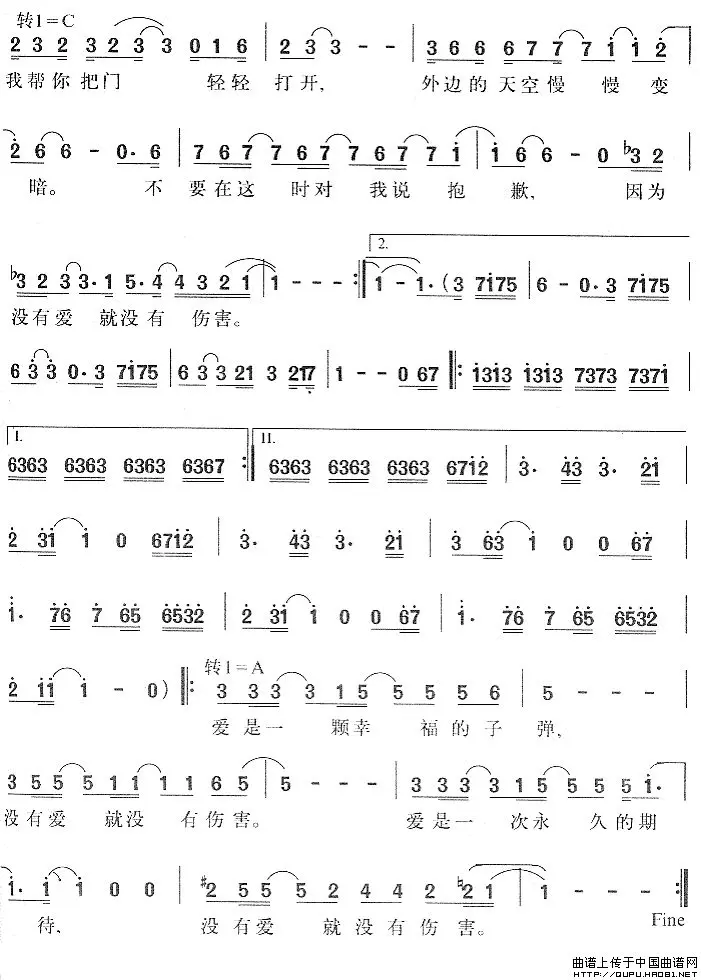 转1=C
2 3 2 3 2 3 3 0 1 6 | 2 3 3 - - | 3 6 6 6 7 7 7 1 1 2
我帮你把门 轻轻 打开, 外边的天空慢 慢 变
2 6 6 - 0· 6 | 7 6 7 7 6 7 7 6 7 7 1 | 1 6 6 - 0 ♭3 2
暗。 不 要在这 时对 我说 抱 歉, 因为
2.
♭3 2 3 3· 1 5· 4 4 3 2 1 | 1 - - - :| 1 - 1· (3 7175 | 6 - 0· 3 7175 |
没有爱 就没有 伤害。
6 3 3 0· 3 7175 | 6 3 3 21 3 217 | 1 - - 0 67 |: 1313 1313 7373 7371
I. II.
6363 6363 6363 6367 :| 6363 6363 6363 6712 | 3· 43 3· 21 |
2 31 1 0 6712 | 3· 43 3· 21 | 3 63 1 0 0 67 |
1· 76 7 65 6532 | 2 31 1 0 0 67 | 1· 76 7 65 6532 |
转1=A
2 11 1 - 0) |: 3 3 3 3 1 5 5 5 5 6 | 5 - - - |
爱是一 颗幸 福的子 弹,
3 5 5 5 1 1 1 1 6 5 | 5 - - - | 3 3 3 3 1 5 5 5 5 1·
没有爱 就没 有伤害。 爱是一 次永 久的期
1· 1 1 0 0 | ♯2 5 5 5 2 4 4 2 ♭2 1 | 1 - - - :|
待, 没有爱 就没有伤 害。 Fine
曲谱上传于中国曲谱网
HTTP://QUPU.HAO81.NET